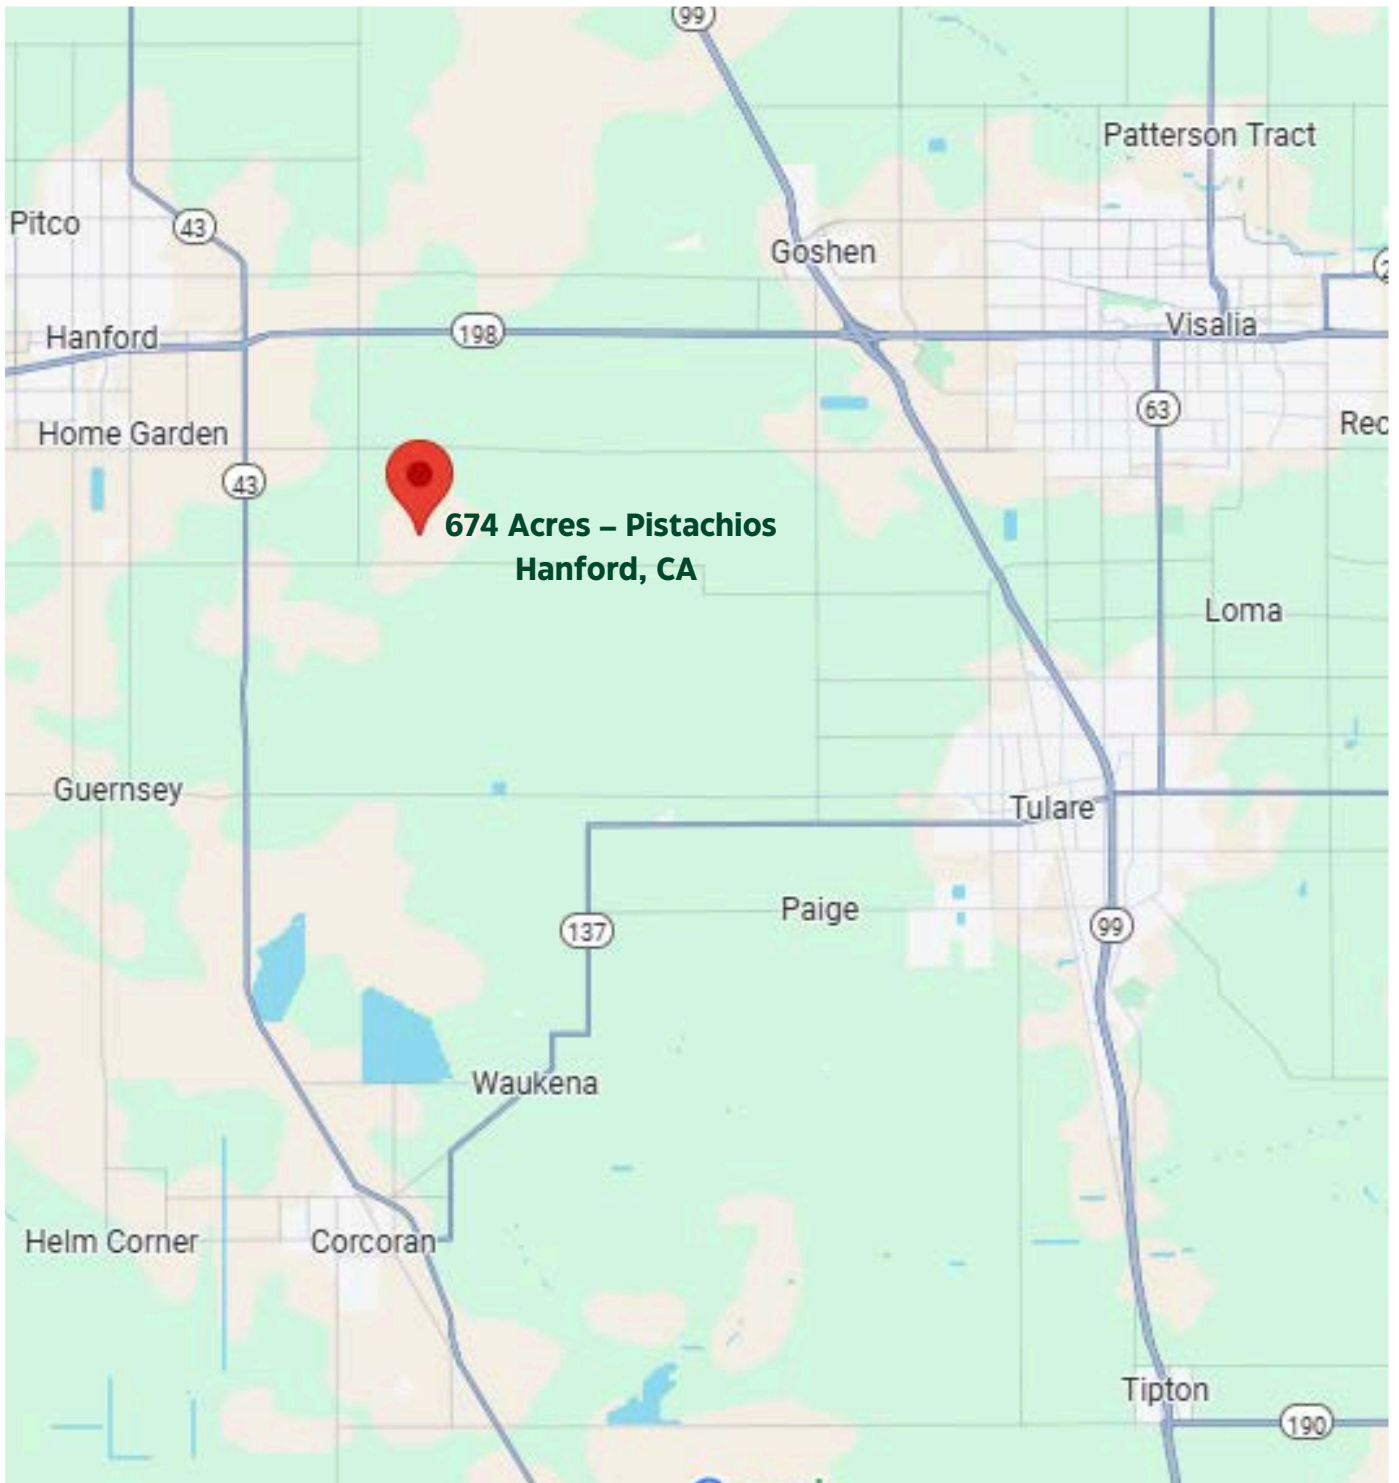 99
Patterson Tract
Pitco
43
Goshen
198
Visalia
Hanford
63
Home Garden
43
674 Acres – Pistachios
Hanford, CA
Loma
Guernsey
Tulare
137
Paige
99
Waukena
Helm Corner
Corcoran
Tipton
190